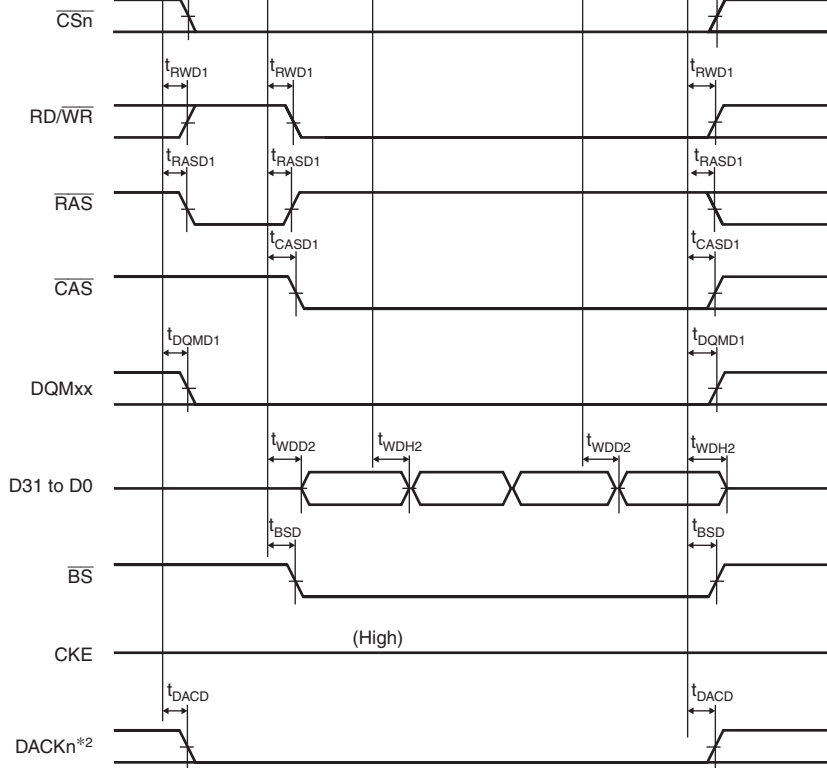 CSn
tRWD1 tRWD1 tRWD1
RD/WR
tRASD1 tRASD1 tRASD1
RAS
tCASD1 tCASD1
CAS
tDQMD1 tDQMD1
DQMxx
tWDD2 tWDH2 tWDD2 tWDH2
D31 to D0
tBSD tBSD
BS
(High)
CKE
tDACD tDACD
DACKn*2